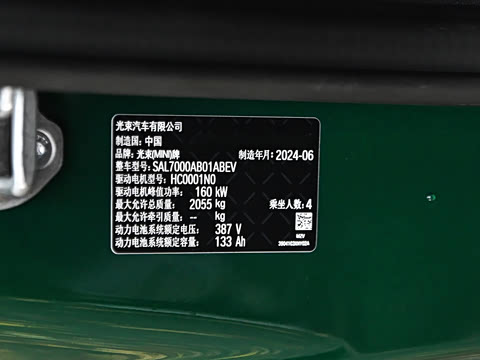 光束汽车有限公司
制造国: 中国
品牌: 光束(MINI)牌 制造年月: 2024-06
整车型号: SAL7000AB01ABEV
驱动电机型号: HC0001N0
驱动电机峰值功率: 160 kW
最大允许总质量: 2055 kg 乘坐人数: 4
最大允许牵引质量: -- kg
动力电池系统额定电压: 387 V
动力电池系统额定容量: 133 Ah
MZV